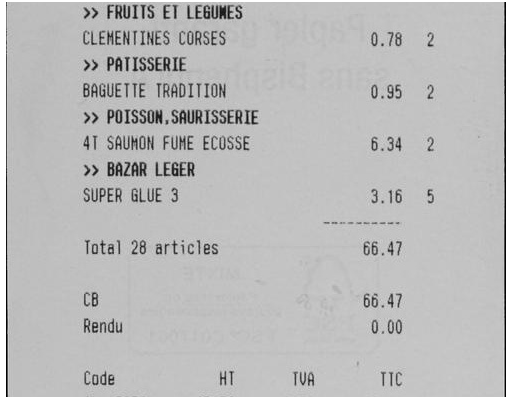 >> FRUITS ET LEGUMES
CLEMENTINES CORSES 0.78 2
>> PATISSERIE
BAGUETTE TRADITION 0.95 2
>> POISSON,SAURISSERIE
4T SAUMON FUME ECOSSE 6.34 2
>> BAZAR LEGER
SUPER GLUE 3 3.16 5
Total 28 articles 66.47
CB 66.47
Rendu 0.00
Code HT TVA TTC